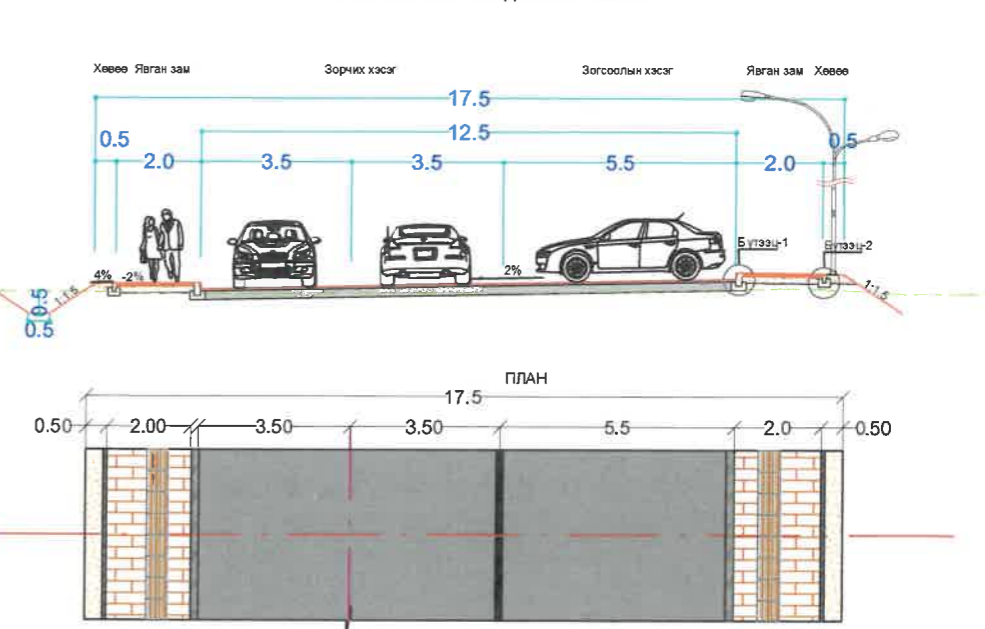 Хөвөө Явган зам Зорчих хэсэг Зогсоолын хэсэг Явган зам Хөвөө
17.5
0.5 12.5 0.5
2.0 3.5 3.5 5.5 2.0
Бүтээц-1 Бүтээц-2
4% -2% 2%
0.5 1:1.5 1:1.5
0.5
ПЛАН
17.5
0.50 2.00 3.50 3.50 5.5 2.0 0.50